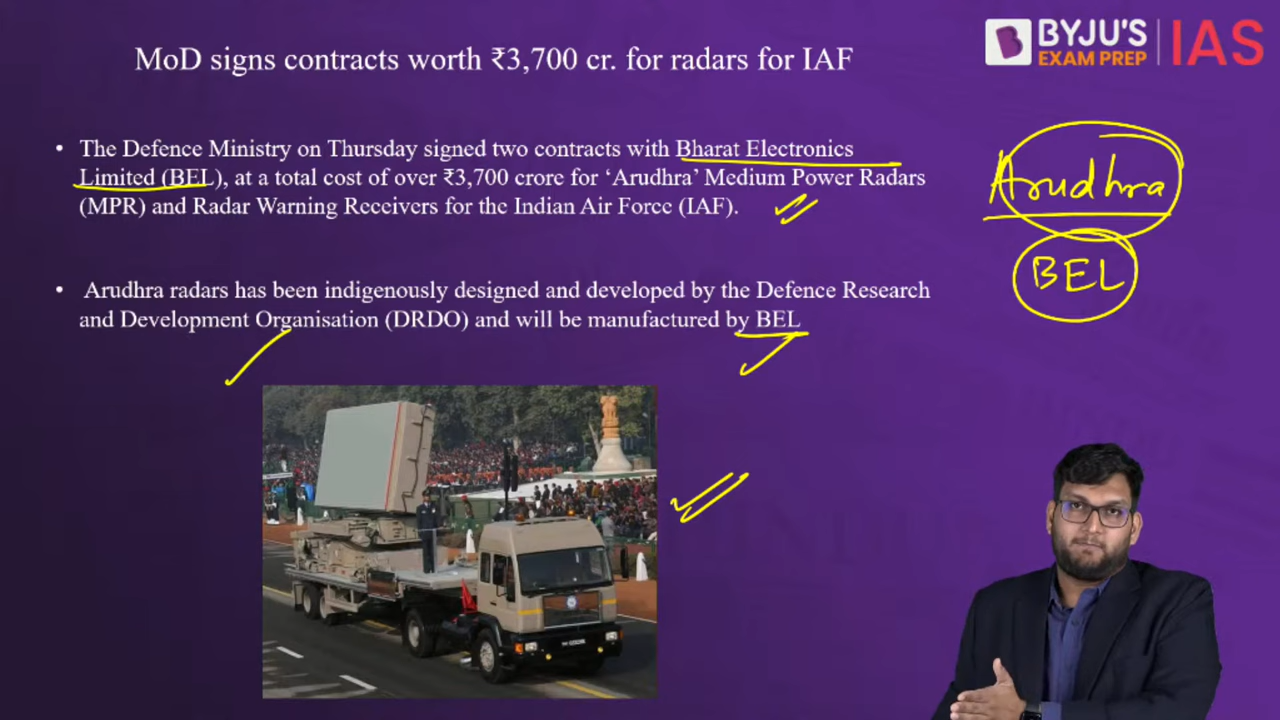 MoD signs contracts worth ₹3,700 cr. for radars for IAF
BYJU'S
EXAM PREP
IAS
• The Defence Ministry on Thursday signed two contracts with Bharat Electronics
Limited (BEL), at a total cost of over ₹3,700 crore for ‘Arudhra’ Medium Power Radars
(MPR) and Radar Warning Receivers for the Indian Air Force (IAF).
• Arudhra radars has been indigenously designed and developed by the Defence Research
and Development Organisation (DRDO) and will be manufactured by BEL
Arudhra
BEL